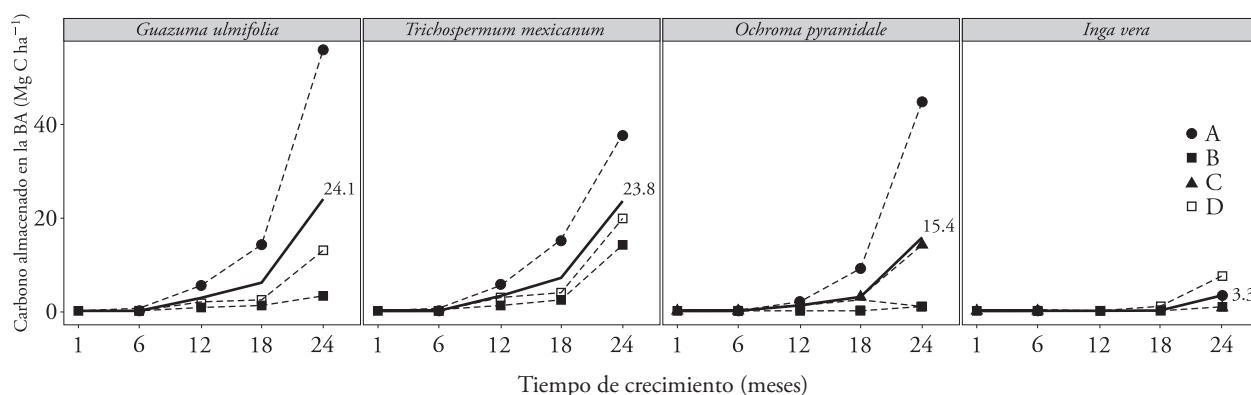 Guazuma ulmifolia
Trichospermum mexicanum
Ochroma pyramidale
Inga vera
Carbono almacenado en la BA (Mg C ha⁻¹)
40
20
0
24.1
23.8
15.4
3.3
A
B
C
D
1 6 12 18 24
1 6 12 18 24
1 6 12 18 24
1 6 12 18 24
Tiempo de crecimiento (meses)